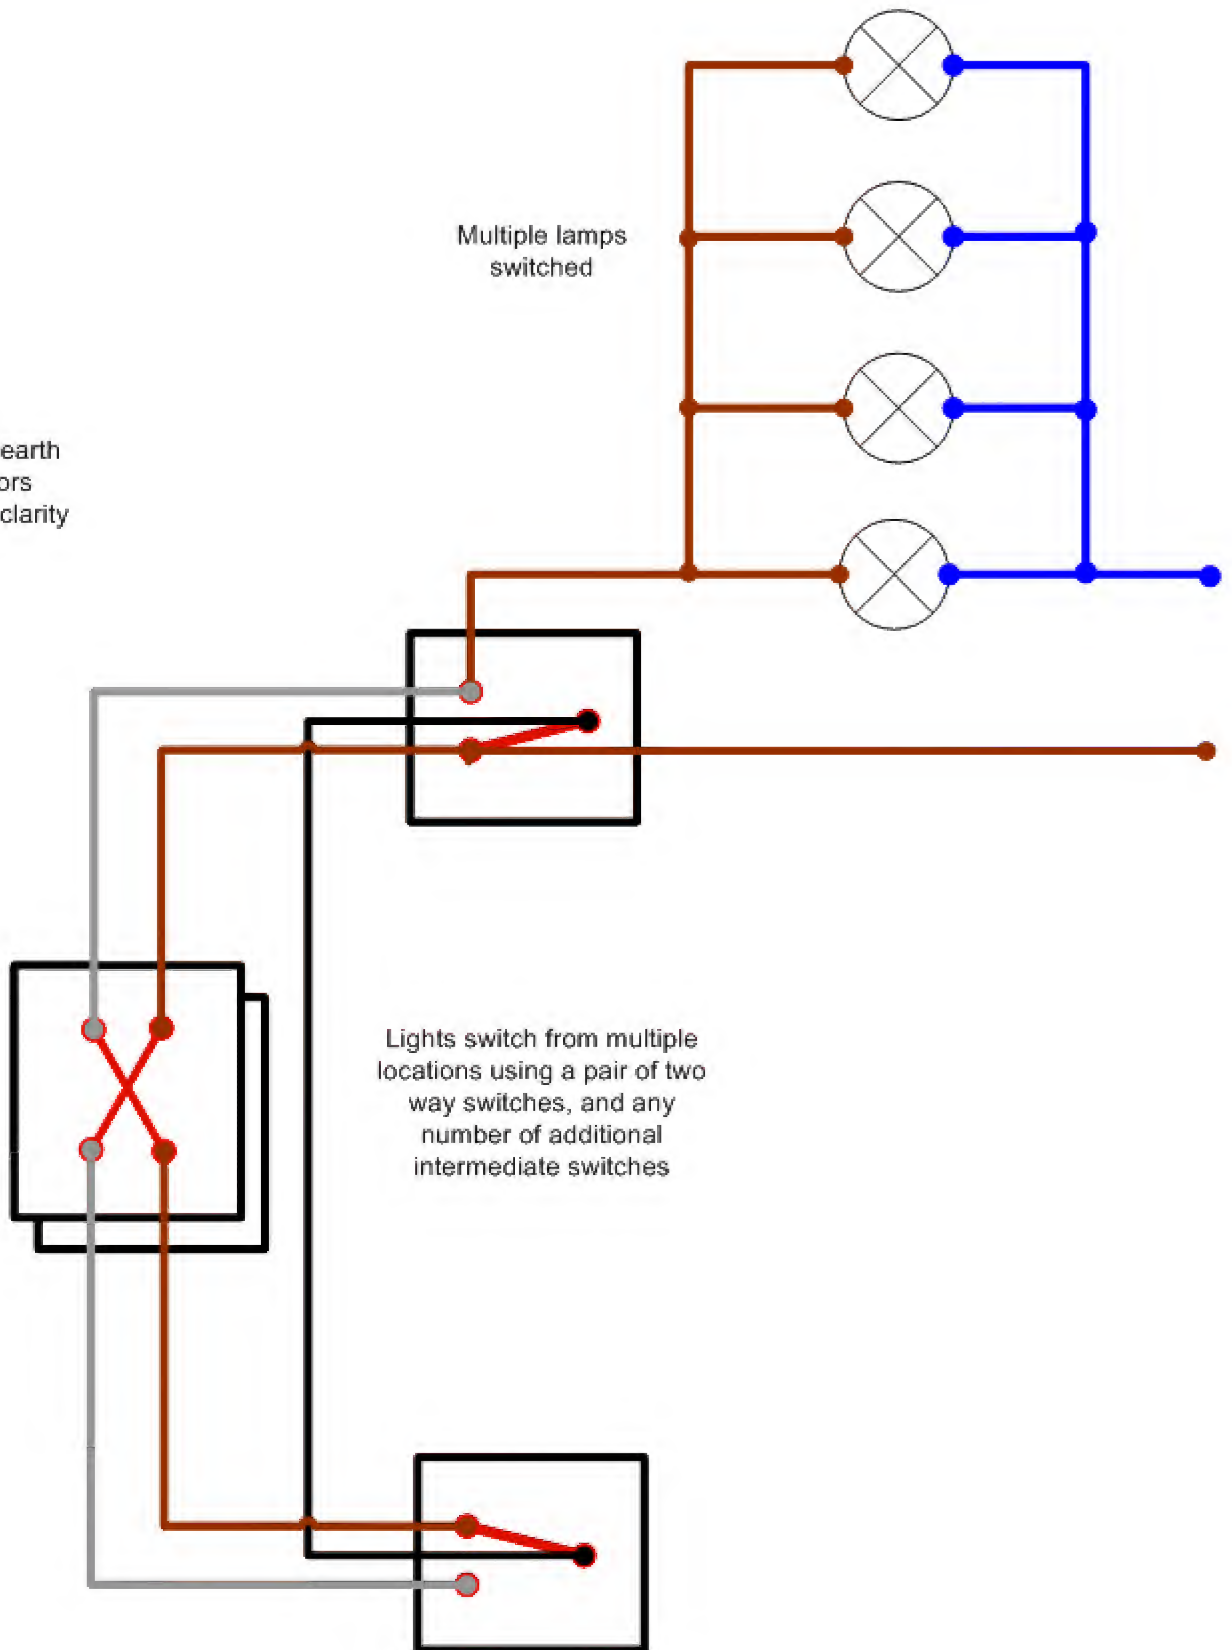 Multiple lamps
switched
earth
ors
clarity
Lights switch from multiple
locations using a pair of two
way switches, and any
number of additional
intermediate switches